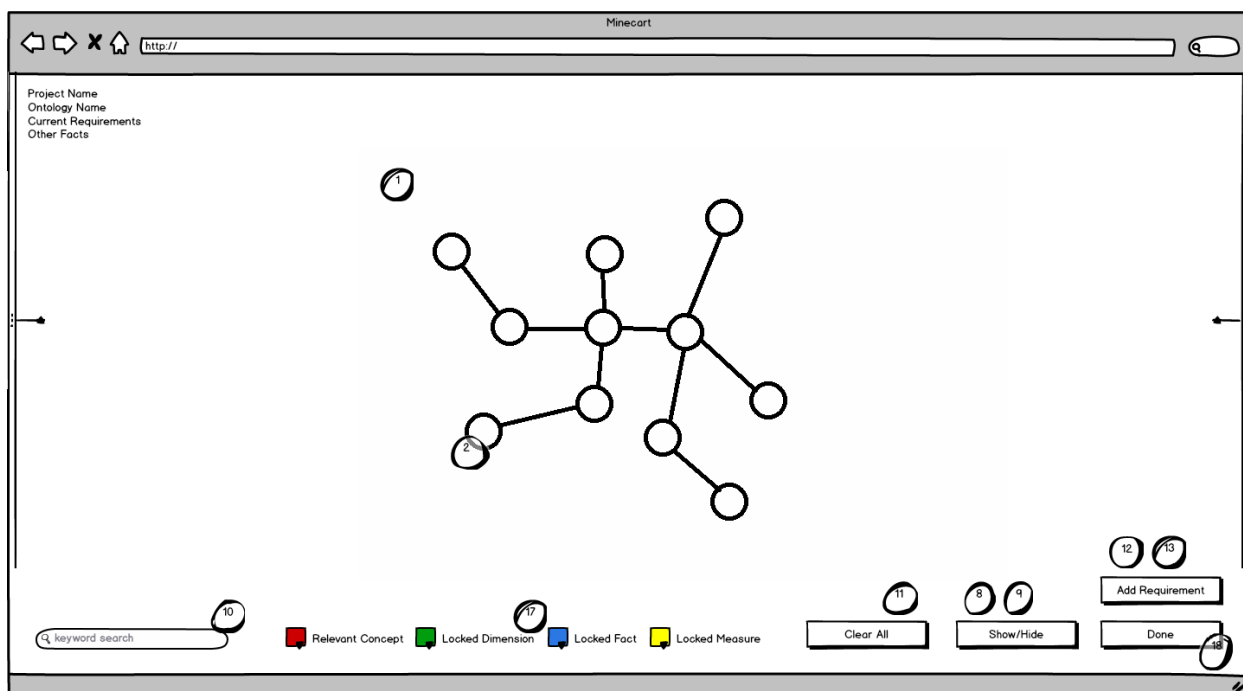 Minecart
http://
Project Name
Ontology Name
Current Requirements
Other Facts
1
2
12 13
Add Requirement
10 17 11 8 9
keyword search Relevant Concept Locked Dimension Locked Fact Locked Measure Clear All Show/Hide Done
18